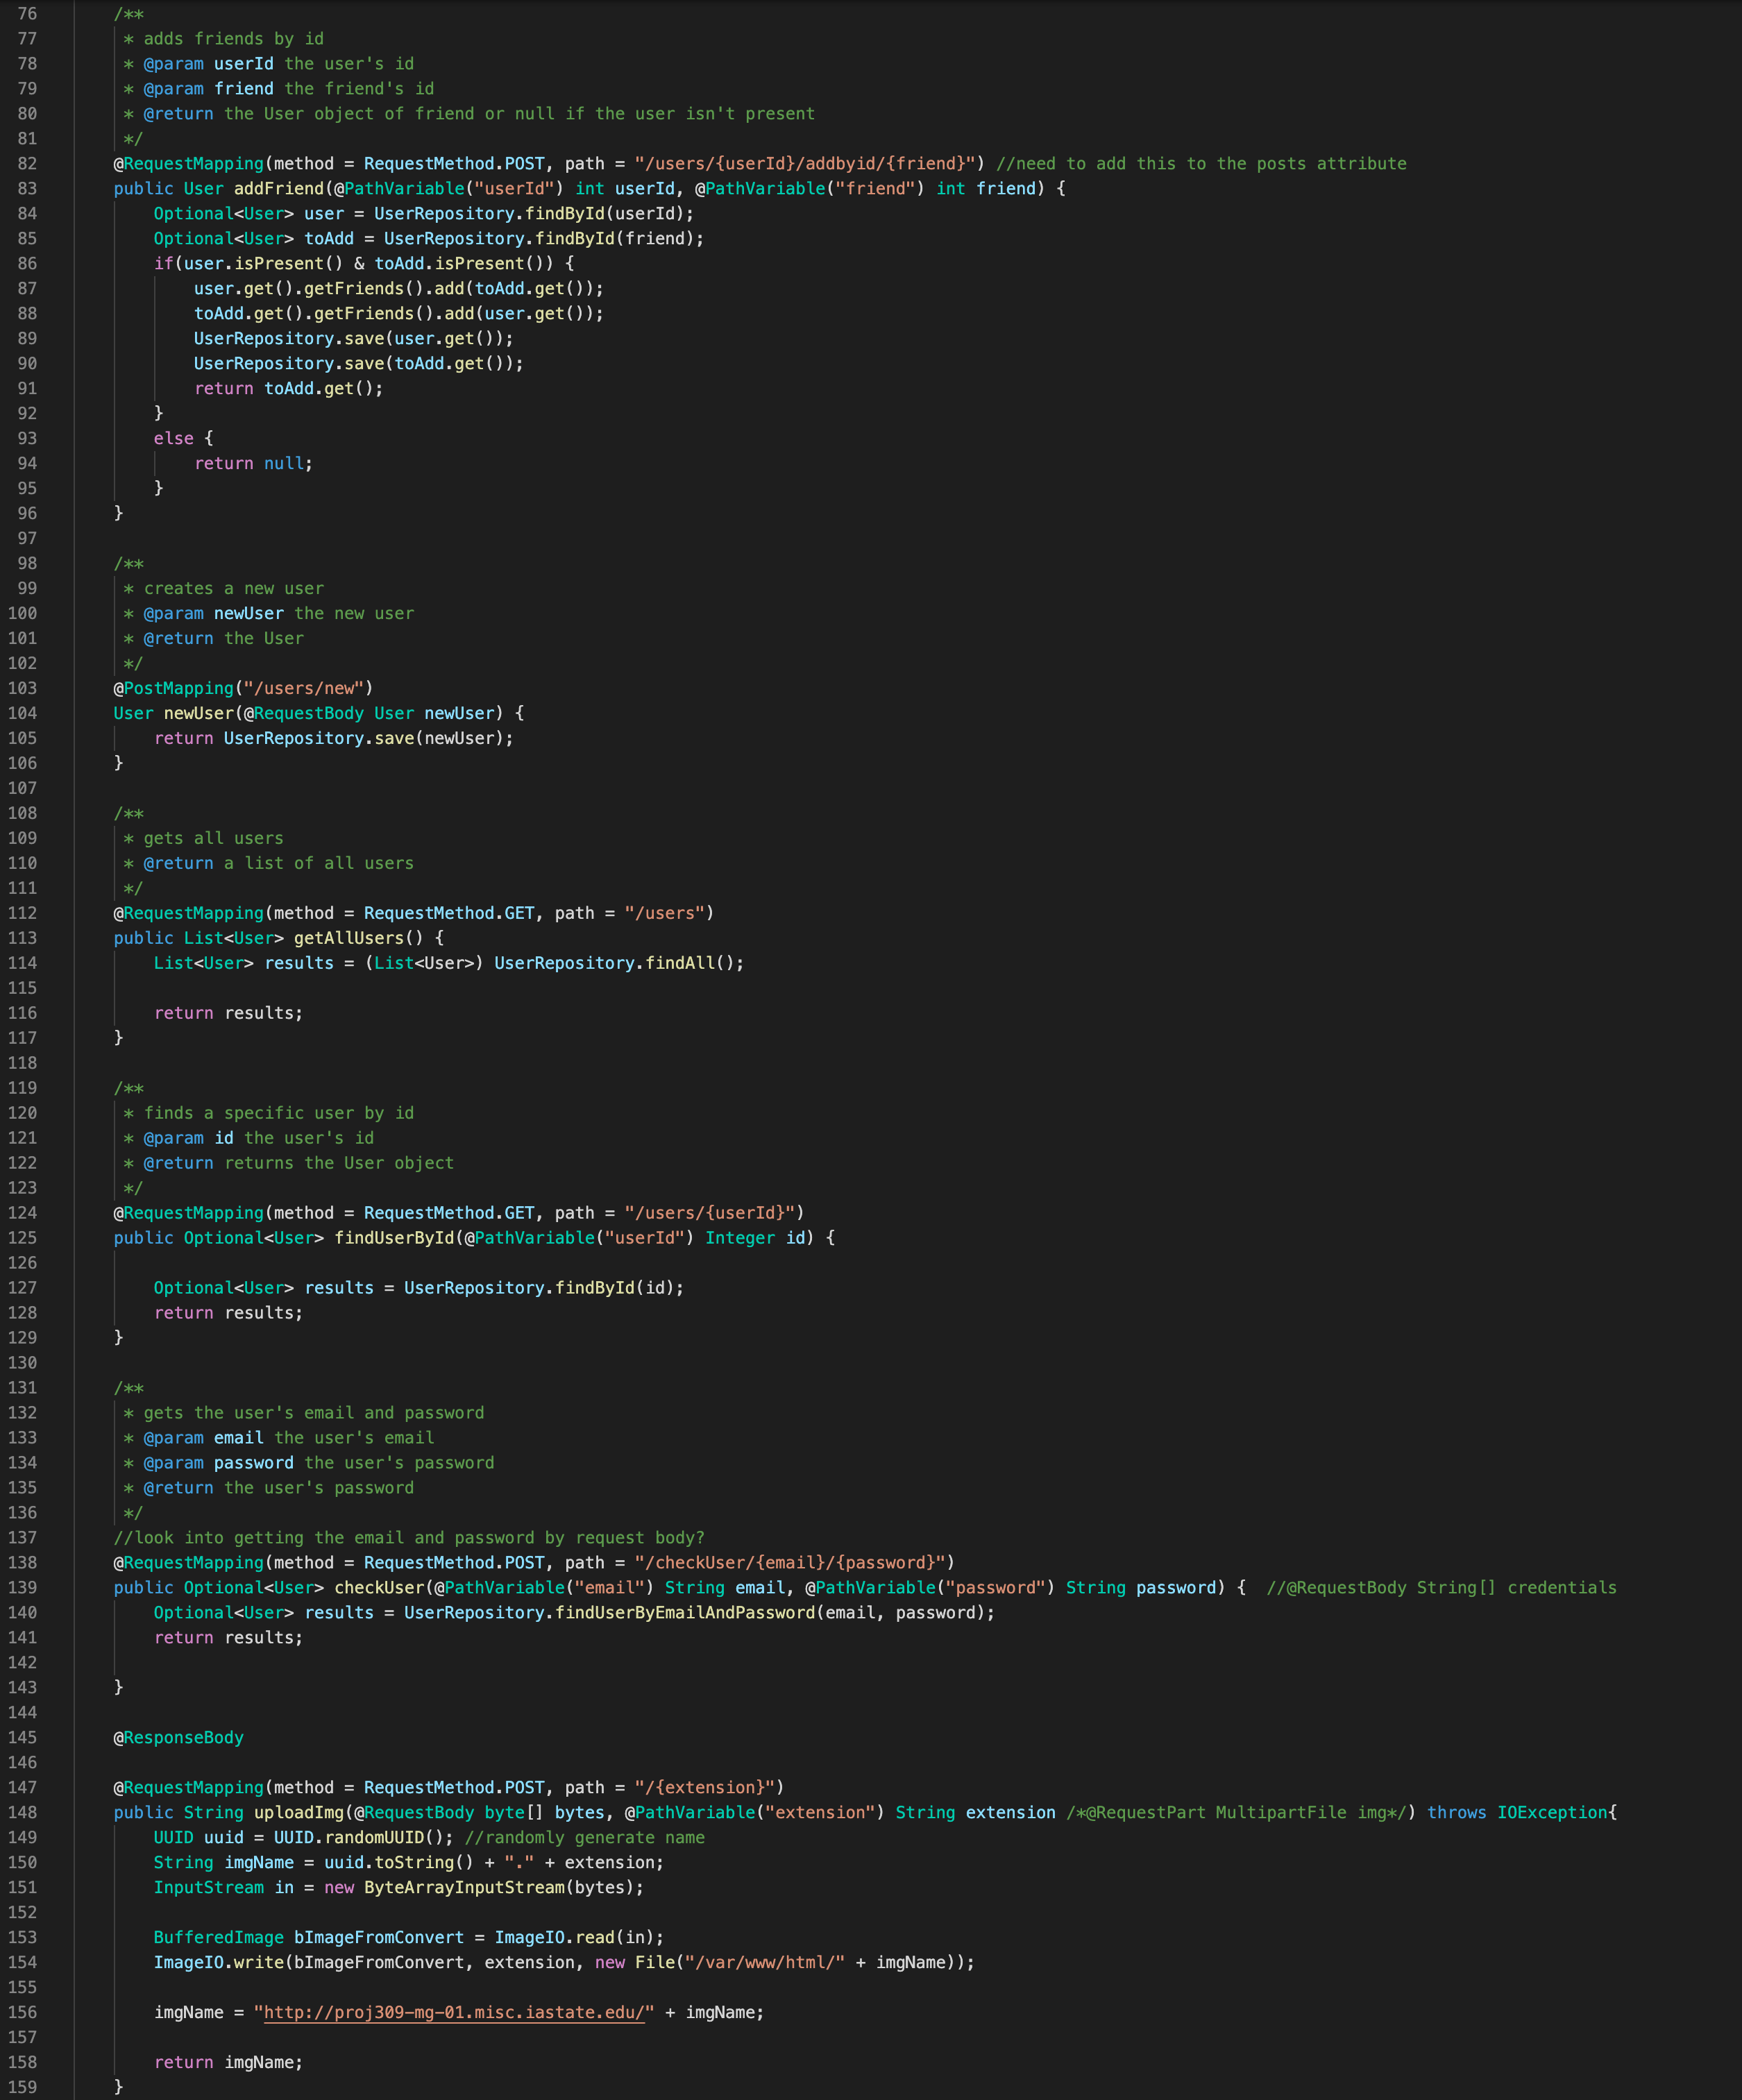 76 /**
77  * adds friends by id
78  * @param userId the user's id
79  * @param friend the friend's id
80  * @return the User object of friend or null if the user isn't present
81  */
82 @RequestMapping(method = RequestMethod.POST, path = "/users/{userId}/addbyid/{friend}") //need to add this to the posts attribute
83 public User addFriend(@PathVariable("userId") int userId, @PathVariable("friend") int friend) {
84     Optional<User> user = UserRepository.findById(userId);
85     Optional<User> toAdd = UserRepository.findById(friend);
86     if(user.isPresent() & toAdd.isPresent()) {
87         user.get().getFriends().add(toAdd.get());
88         toAdd.get().getFriends().add(user.get());
89         UserRepository.save(user.get());
90         UserRepository.save(toAdd.get());
91         return toAdd.get();
92     }
93     else {
94         return null;
95     }
96 }
97
98 /**
99  * creates a new user
100  * @param newUser the new user
101  * @return the User
102  */
103 @PostMapping("/users/new")
104 User newUser(@RequestBody User newUser) {
105     return UserRepository.save(newUser);
106 }
107
108 /**
109  * gets all users
110  * @return a list of all users
111  */
112 @RequestMapping(method = RequestMethod.GET, path = "/users")
113 public List<User> getAllUsers() {
114     List<User> results = (List<User>) UserRepository.findAll();
115
116     return results;
117 }
118
119 /**
120  * finds a specific user by id
121  * @param id the user's id
122  * @return returns the User object
123  */
124 @RequestMapping(method = RequestMethod.GET, path = "/users/{userId}")
125 public Optional<User> findUserById(@PathVariable("userId") Integer id) {
126
127     Optional<User> results = UserRepository.findById(id);
128     return results;
129 }
130
131 /**
132  * gets the user's email and password
133  * @param email the user's email
134  * @param password the user's password
135  * @return the user's password
136  */
137 //look into getting the email and password by request body?
138 @RequestMapping(method = RequestMethod.POST, path = "/checkUser/{email}/{password}")
139 public Optional<User> checkUser(@PathVariable("email") String email, @PathVariable("password") String password) {  //@RequestBody String[] credentials
140     Optional<User> results = UserRepository.findUserByEmailAndPassword(email, password);
141     return results;
142
143 }
144
145 @ResponseBody
146
147 @RequestMapping(method = RequestMethod.POST, path = "/{extension}")
148 public String uploadImg(@RequestBody byte[] bytes, @PathVariable("extension") String extension /*@RequestPart MultipartFile img*/) throws IOException{
149     UUID uuid = UUID.randomUUID(); //randomly generate name
150     String imgName = uuid.toString() + "." + extension;
151     InputStream in = new ByteArrayInputStream(bytes);
152
153     BufferedImage bImageFromConvert = ImageIO.read(in);
154     ImageIO.write(bImageFromConvert, extension, new File("/var/www/html/" + imgName));
155
156     imgName = "http://proj309-mg-01.misc.iastate.edu/" + imgName;
157
158     return imgName;
159 }